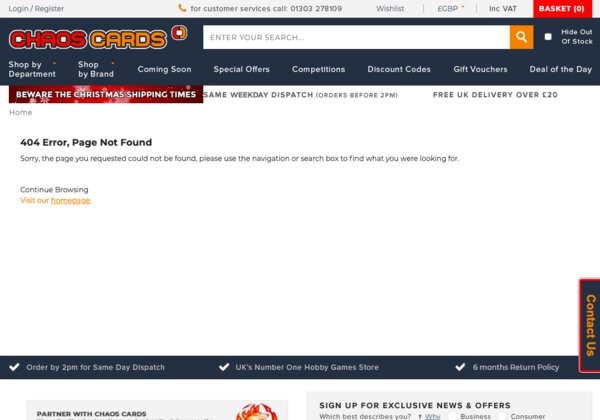 Login / Register
for customer services call: 01303 278109
Wishlist
£GBP
Inc VAT
BASKET (0)
CHAOS CARDS
ENTER YOUR SEARCH...
Hide Out
Of Stock
Shop by
Department
Shop
by Brand
Coming Soon
Special Offers
Competitions
Discount Codes
Gift Vouchers
Deal of the Day
BEWARE THE CHRISTMAS SHIPPING TIMES
SAME WEEKDAY DISPATCH (ORDERS BEFORE 2PM)
FREE UK DELIVERY OVER £20
Home
404 Error, Page Not Found
Sorry, the page you requested could not be found, please use the navigation or search box to find what you were looking for.
Continue Browsing
Visit our homepage.
Contact Us
Order by 2pm for Same Day Dispatch
UK's Number One Hobby Games Store
6 months Return Policy
PARTNER WITH CHAOS CARDS
SIGN UP FOR EXCLUSIVE NEWS & OFFERS
Which best describes you? ? Why
Business
Consumer